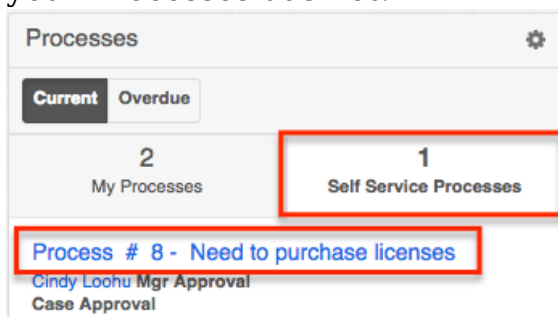 Processes
Current Overdue
2 1
My Processes Self Service Processes
Process # 8 - Need to purchase licenses
Cindy Loohu Mgr Approval
Case Approval